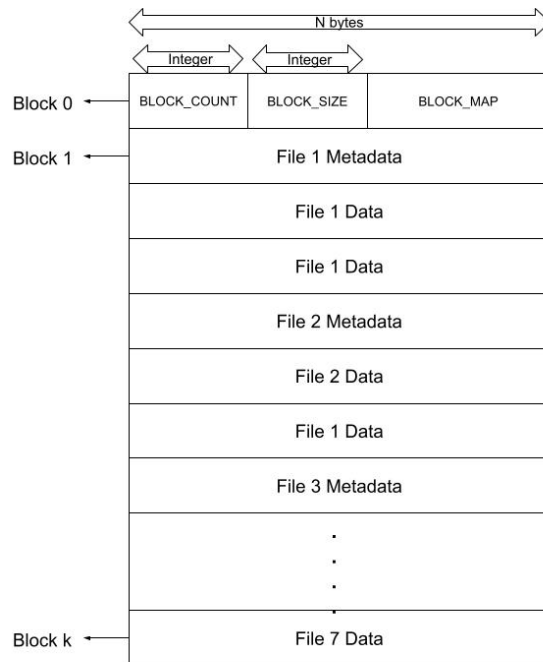 N bytes
Integer Integer
Block 0 BLOCK_COUNT BLOCK_SIZE BLOCK_MAP
Block 1 File 1 Metadata
File 1 Data
File 1 Data
File 2 Metadata
File 2 Data
File 1 Data
File 3 Metadata
.
.
.
.
Block k File 7 Data